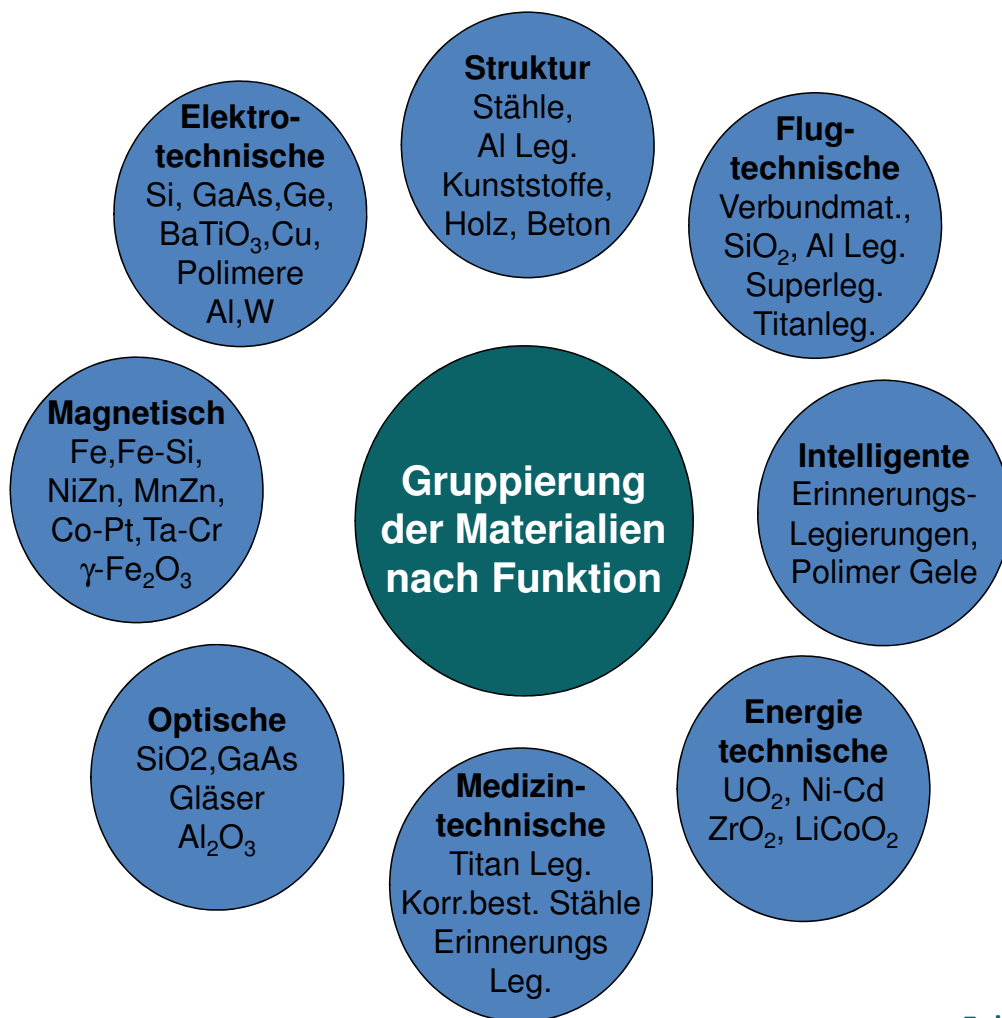 Struktur
Stähle,
Al Leg.
Kunststoffe,
Holz, Beton
Flug-
technische
Verbundmat.,
SiO₂, Al Leg.
Superleg.
Titanleg.
Intelligente
Erinnerungs-
Legierungen,
Polimer Gele
Energie
technische
UO₂, Ni-Cd
ZrO₂, LiCoO₂
Medizin-
technische
Titan Leg.
Korr.best. Stähle
Erinnerungs
Leg.
Optische
SiO2,GaAs
Gläser
Al₂O₃
Magnetisch
Fe,Fe-Si,
NiZn, MnZn,
Co-Pt,Ta-Cr
γ-Fe₂O₃
Elektro-
technische
Si, GaAs,Ge,
BaTiO₃,Cu,
Polimere
Al,W
Gruppierung
der Materialien
nach Funktion